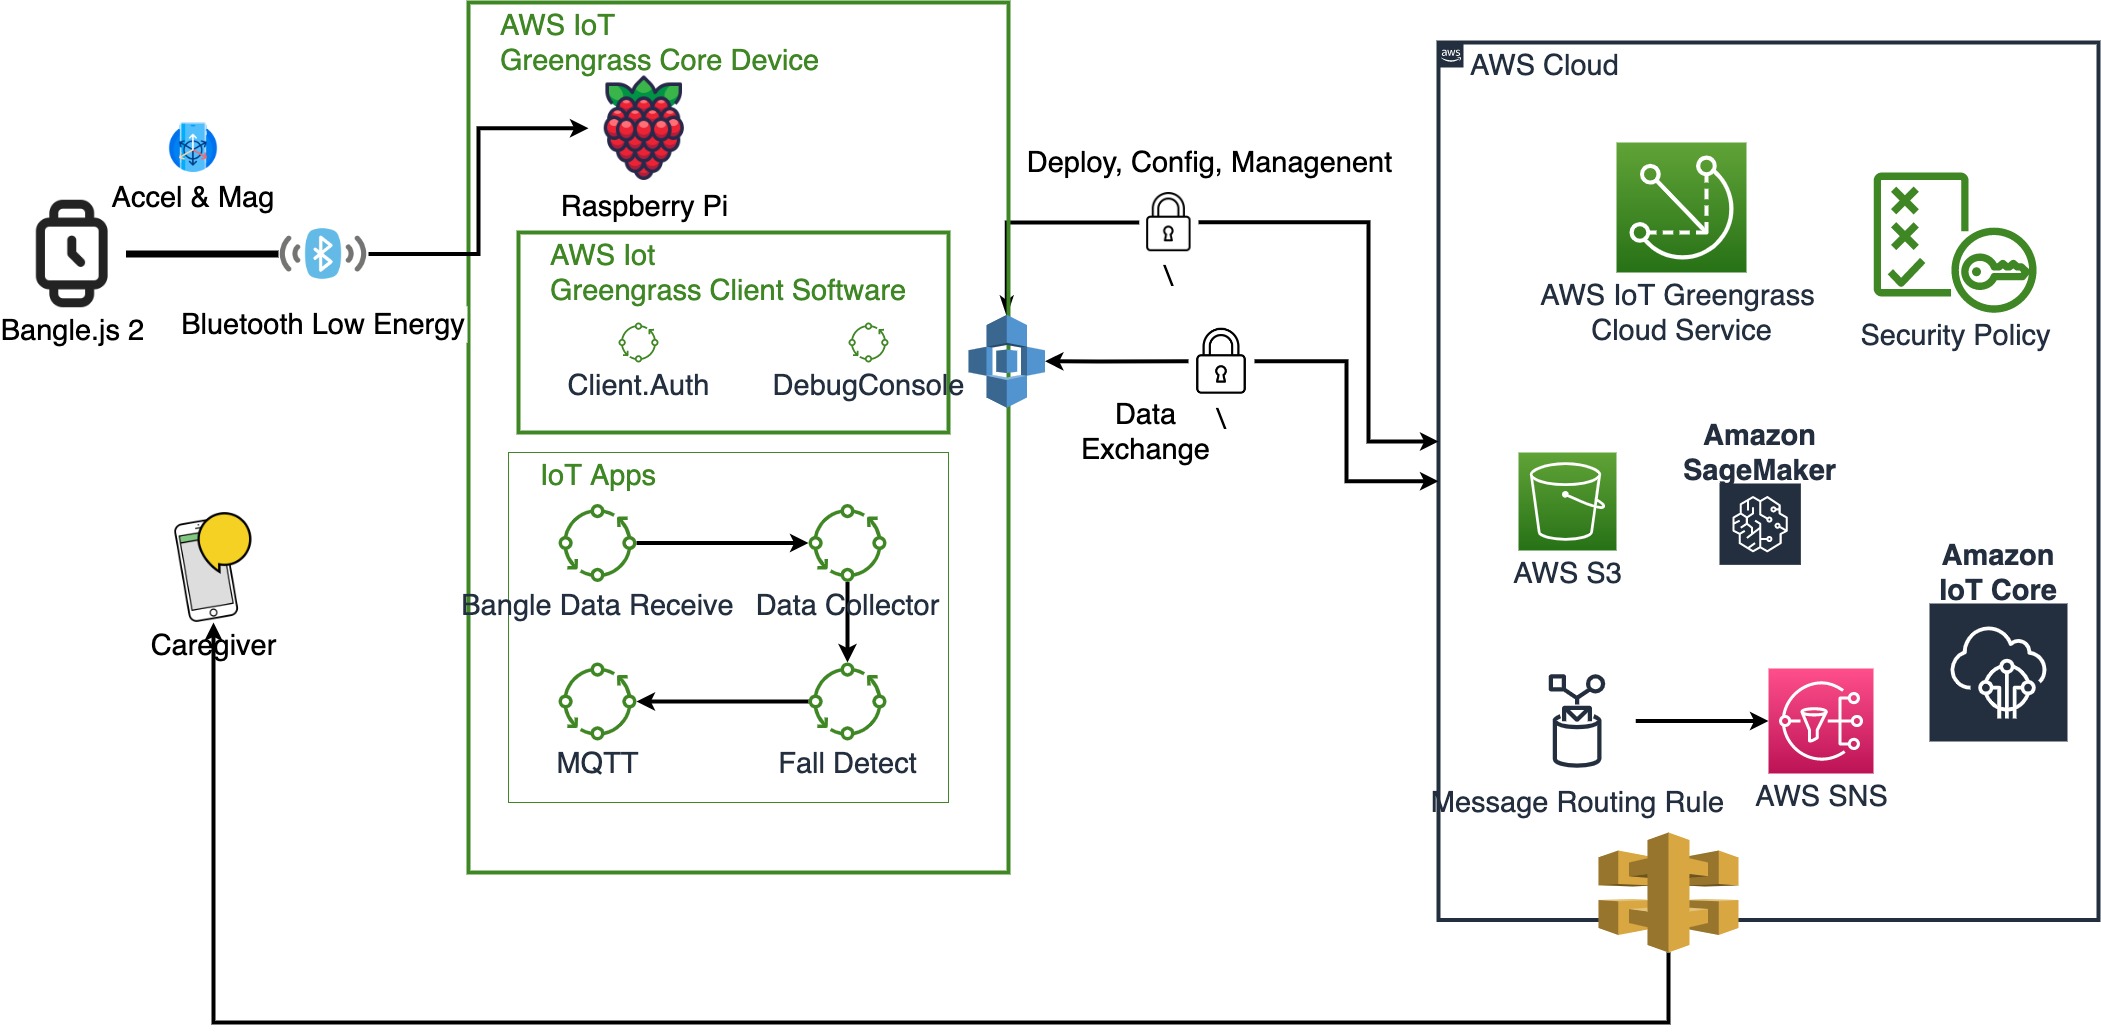 AWS IoT
Greengrass Core Device
Raspberry Pi
Accel & Mag
Bangle.js 2
Bluetooth Low Energy
AWS Iot
Greengrass Client Software
Client.Auth
DebugConsole
IoT Apps
Bangle Data Receive
Data Collector
MQTT
Fall Detect
Caregiver
Deploy, Config, Managenent
\
Data
Exchange
\
aws
AWS Cloud
AWS IoT Greengrass
Cloud Service
Security Policy
AWS S3
Amazon
SageMaker
Amazon
IoT Core
Message Routing Rule
AWS SNS